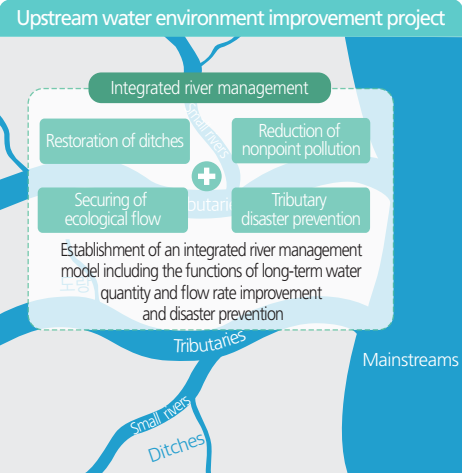 Upstream water environment improvement project
Integrated river management
Small rivers
Restoration of ditches
Reduction of
nonpoint pollution
Securing of
ecological flow
Tributary
disaster prevention
Establishment of an integrated river management
model including the functions of long-term water
quantity and flow rate improvement
and disaster prevention
Tributaries
Mainstreams
Small rivers
Ditches